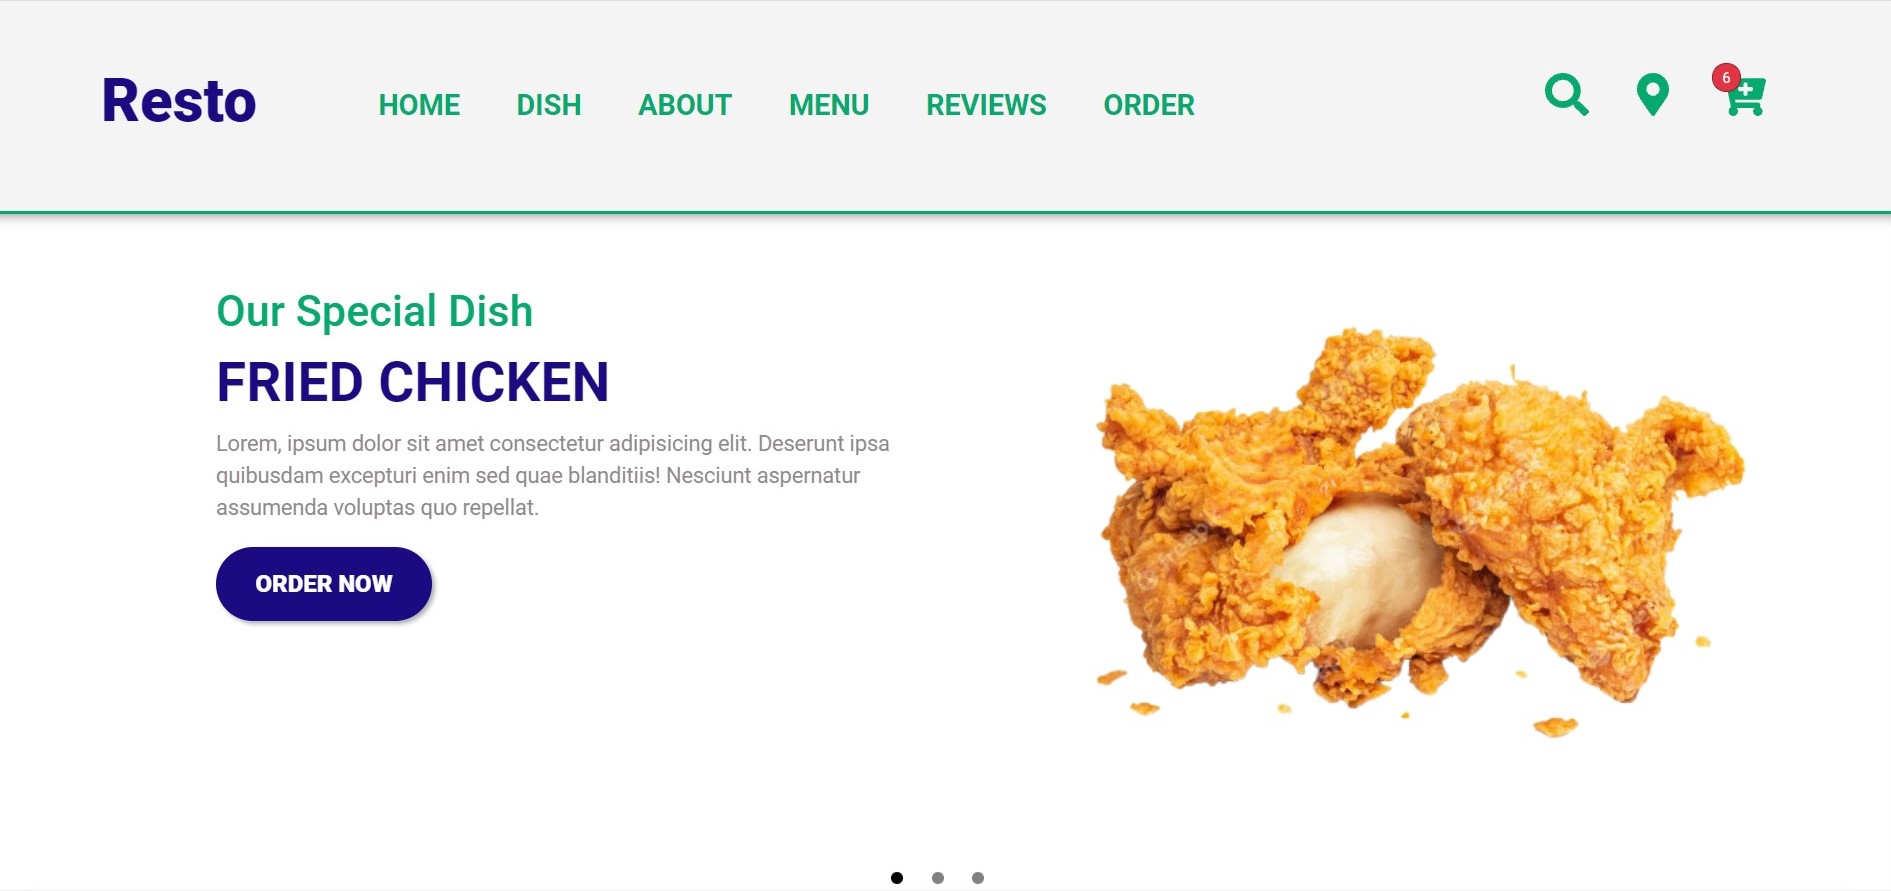 Resto
HOME DISH ABOUT MENU REVIEWS ORDER
6
Our Special Dish
FRIED CHICKEN
Lorem, ipsum dolor sit amet consectetur adipisicing elit. Deserunt ipsa
quibusdam excepturi enim sed quae blanditiis! Nesciunt aspernatur
assumenda voluptas quo repellat.
ORDER NOW